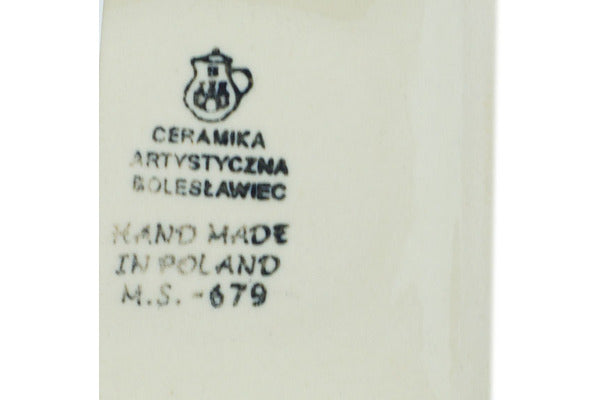 CERAMIKA
ARTYSTYCZNA
BOLESŁAWIEC
HAND MADE
IN POLAND
M.S. -679